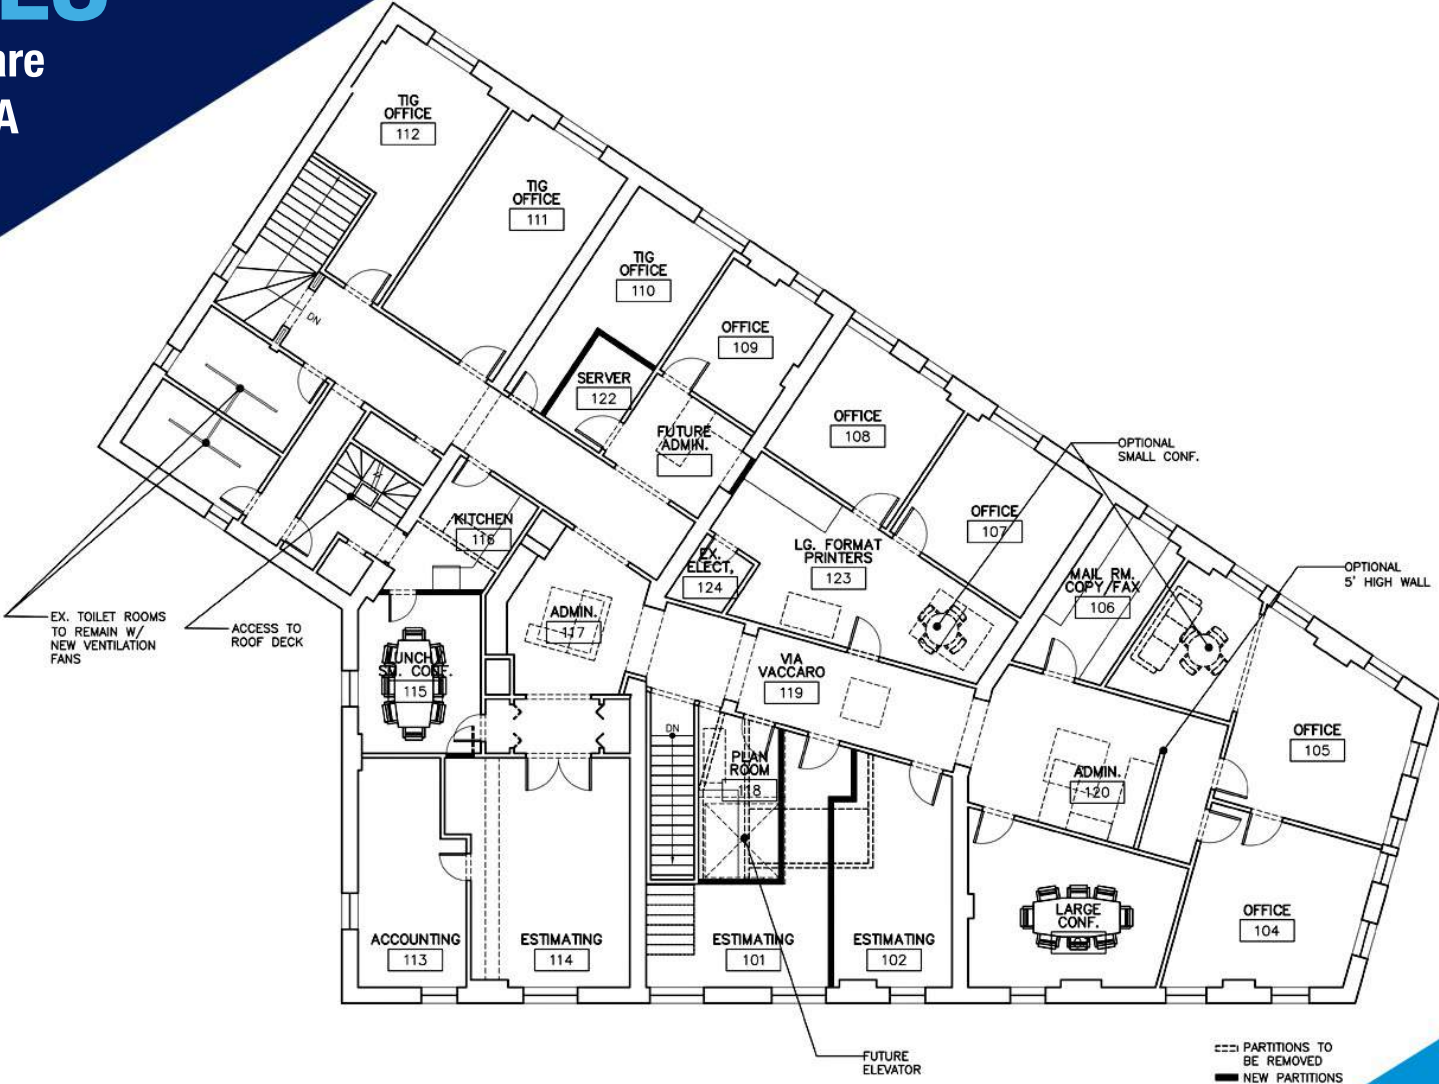 are
A
TIG
OFFICE
112
TIG
OFFICE
111
TIG
OFFICE
110
OFFICE
109
SERVER
122
FUTURE
ADMIN.
OFFICE
108
OFFICE
107
OPTIONAL
SMALL CONF.
DN
KITCHEN
116
EX.
ELECT,
124
LG. FORMAT
PRINTERS
123
MAIL RM.
COPY/FAX
106
OPTIONAL
5' HIGH WALL
EX. TOILET ROOMS
TO REMAIN W/
NEW VENTILATION
FANS
ACCESS TO
ROOF DECK
ADMIN.
117
LUNCH/
SM. CONF.
115
VIA
VACCARO
119
DN
PLAN
ROOM
118
ADMIN.
120
OFFICE
105
LARGE
CONF.
OFFICE
104
ACCOUNTING
113
ESTIMATING
114
ESTIMATING
101
ESTIMATING
102
FUTURE
ELEVATOR
PARTITIONS TO
BE REMOVED
NEW PARTITIONS